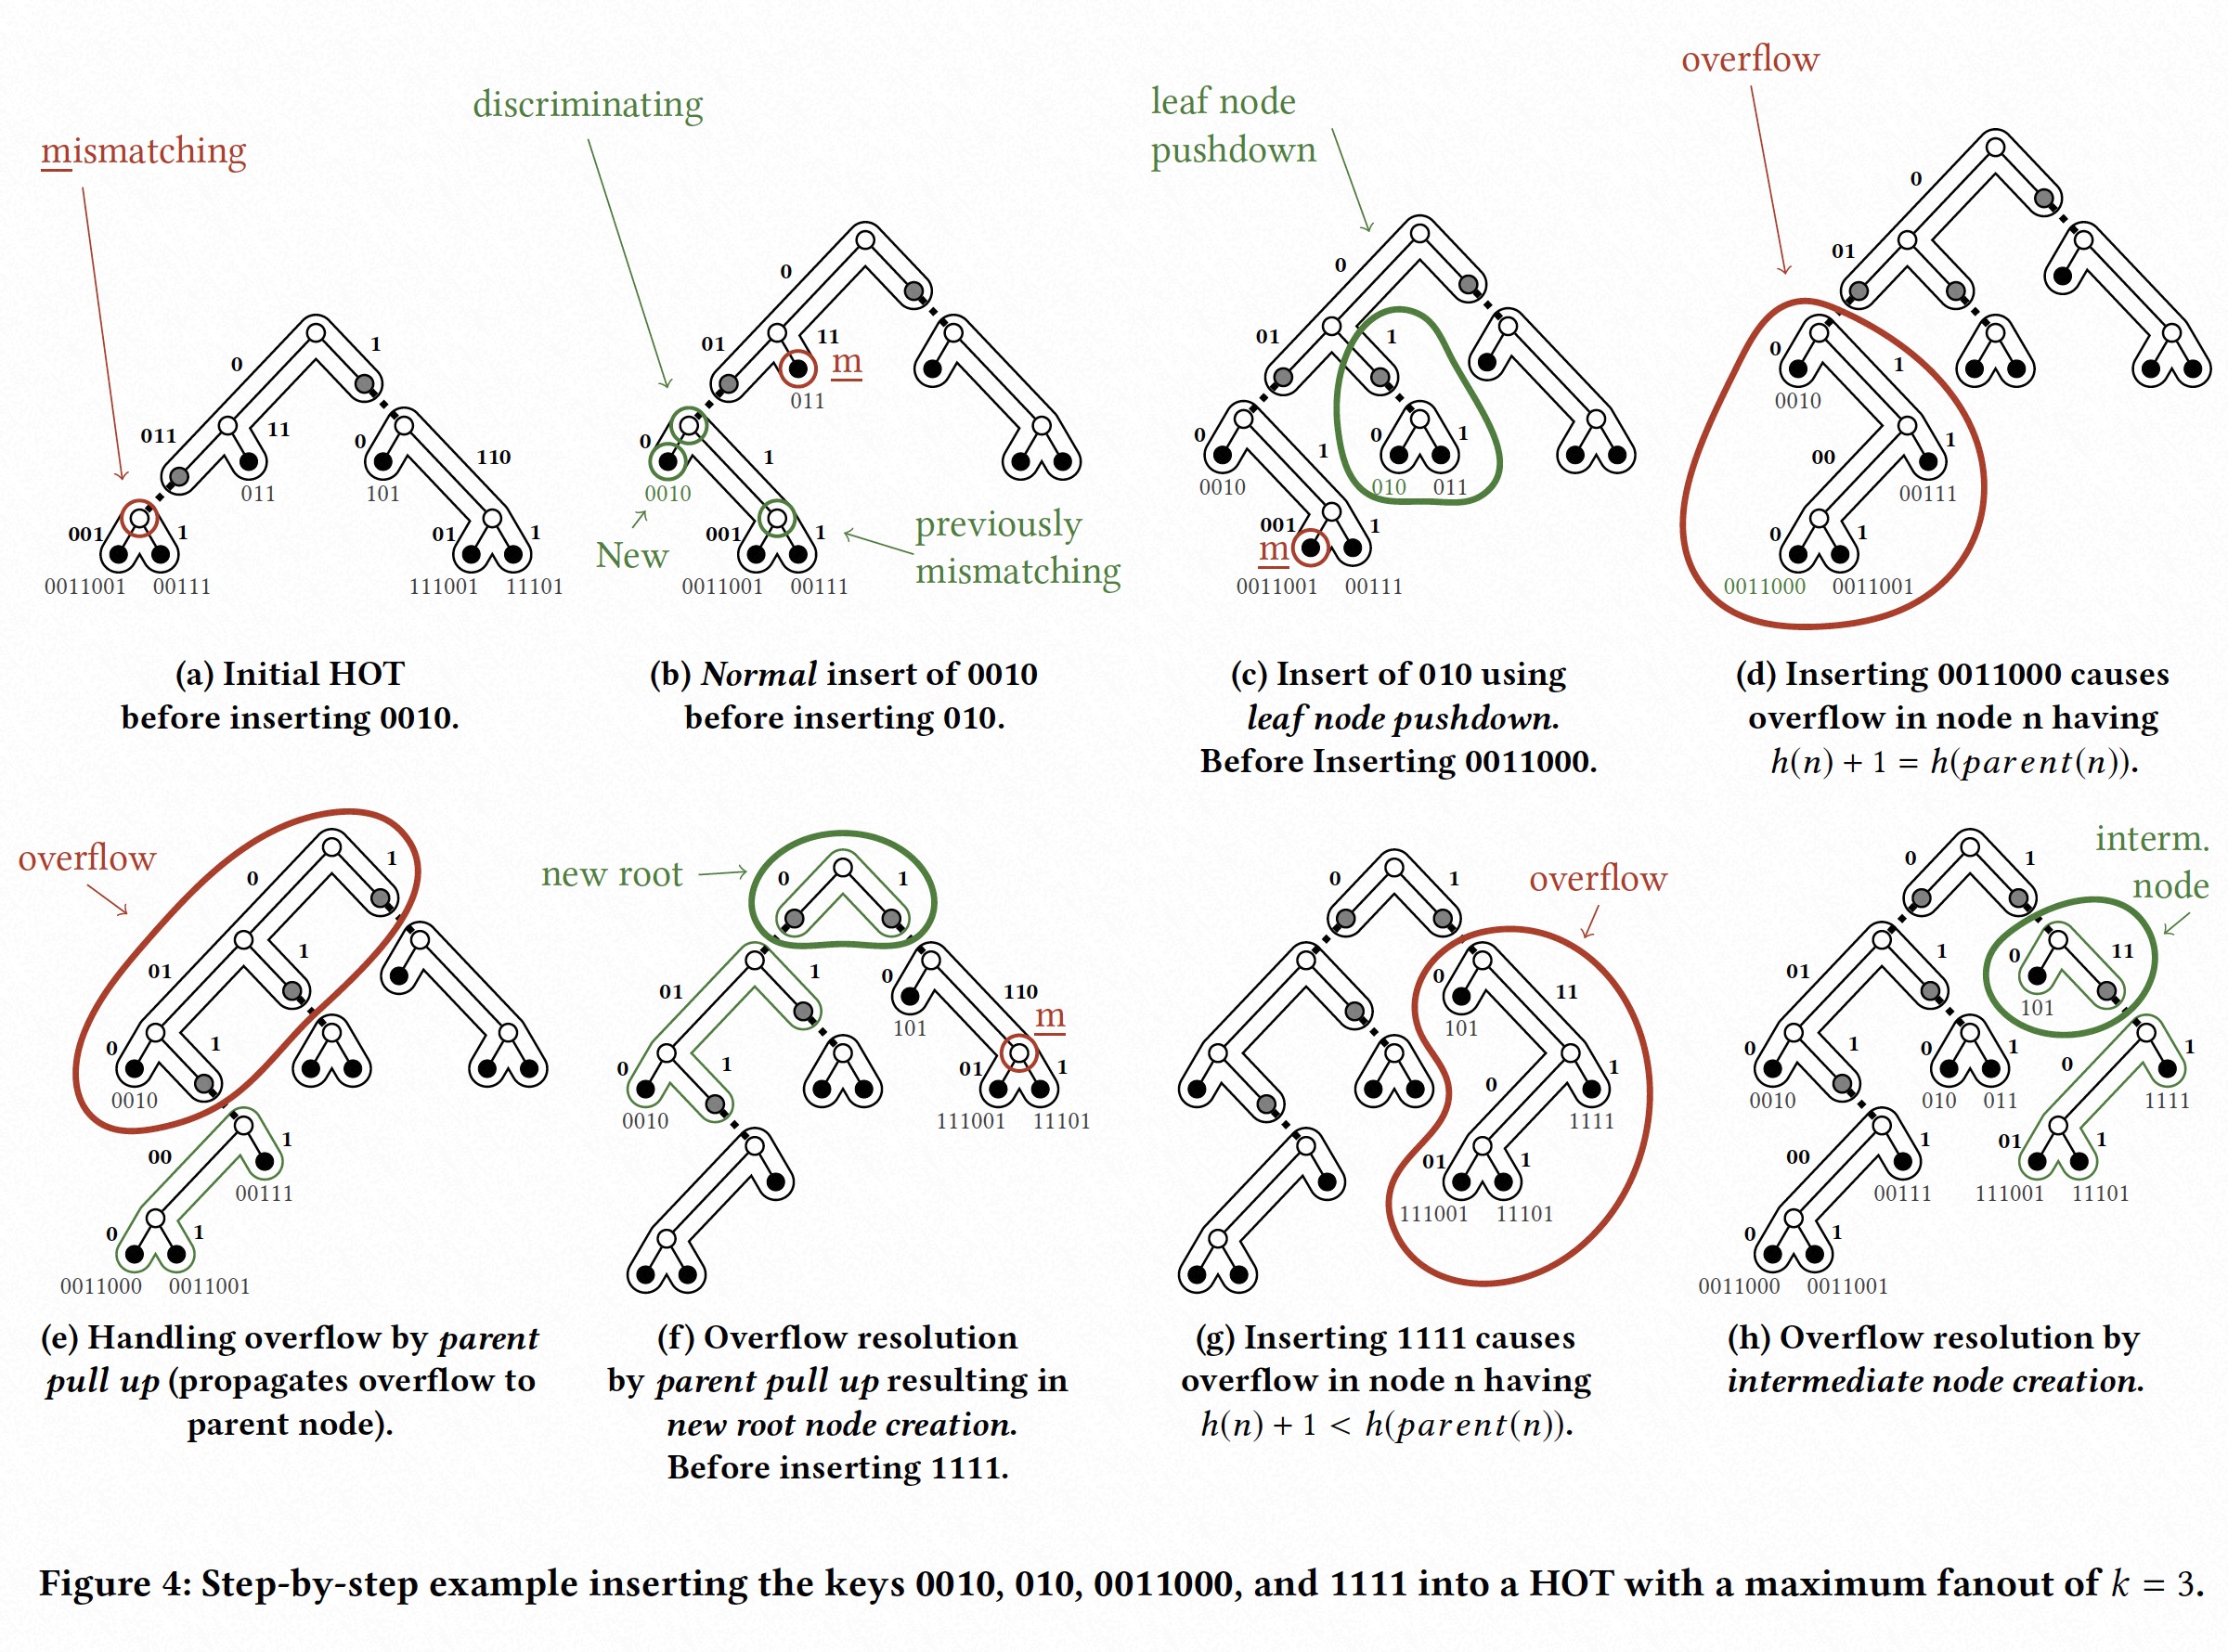 overflow
discriminating
leaf node
pushdown
mismatching
0
0 01
0 0
0 1 01 11 m 01 1 0 1
011 11 0 110 011 0 1 0 1 0010
101 0 1 1 00 1
011 0010 0010 010 011 00111
001 1 01 1 New 001 1 previously
mismatching
001 1 0 1
m
0011001 00111 111001 11101 0011001 00111 0011001 00111 0011000 0011001
(a) Initial HOT
before inserting 0010.
(b) Normal insert of 0010
before inserting 010.
(c) Insert of 010 using
leaf node pushdown.
Before Inserting 0011000.
(d) Inserting 0011000 causes
overflow in node n having
h(n) + 1 = h(parent(n)).
overflow
0 1
01 1
0 1
0010
00 1
00111
0 1
0011000 0011001
new root
0 1
01 1 0 110
101 m
0 1 01 1
0010 111001 11101
overflow
0 1
0 11
101
0 1
1111
01 1
111001 11101
interm.
node
0 1
01 1 0 11
101
0 1 0 1 0 1
0010 010 011 1111
00 1 01 1
00111 111001 11101
0 1
0011000 0011001
(e) Handling overflow by parent
pull up (propagates overflow to
parent node).
(f) Overflow resolution
by parent pull up resulting in
new root node creation.
Before inserting 1111.
(g) Inserting 1111 causes
overflow in node n having
h(n) + 1 < h(parent(n)).
(h) Overflow resolution by
intermediate node creation.
Figure 4: Step-by-step example inserting the keys 0010, 010, 0011000, and 1111 into a HOT with a maximum fanout of k = 3.